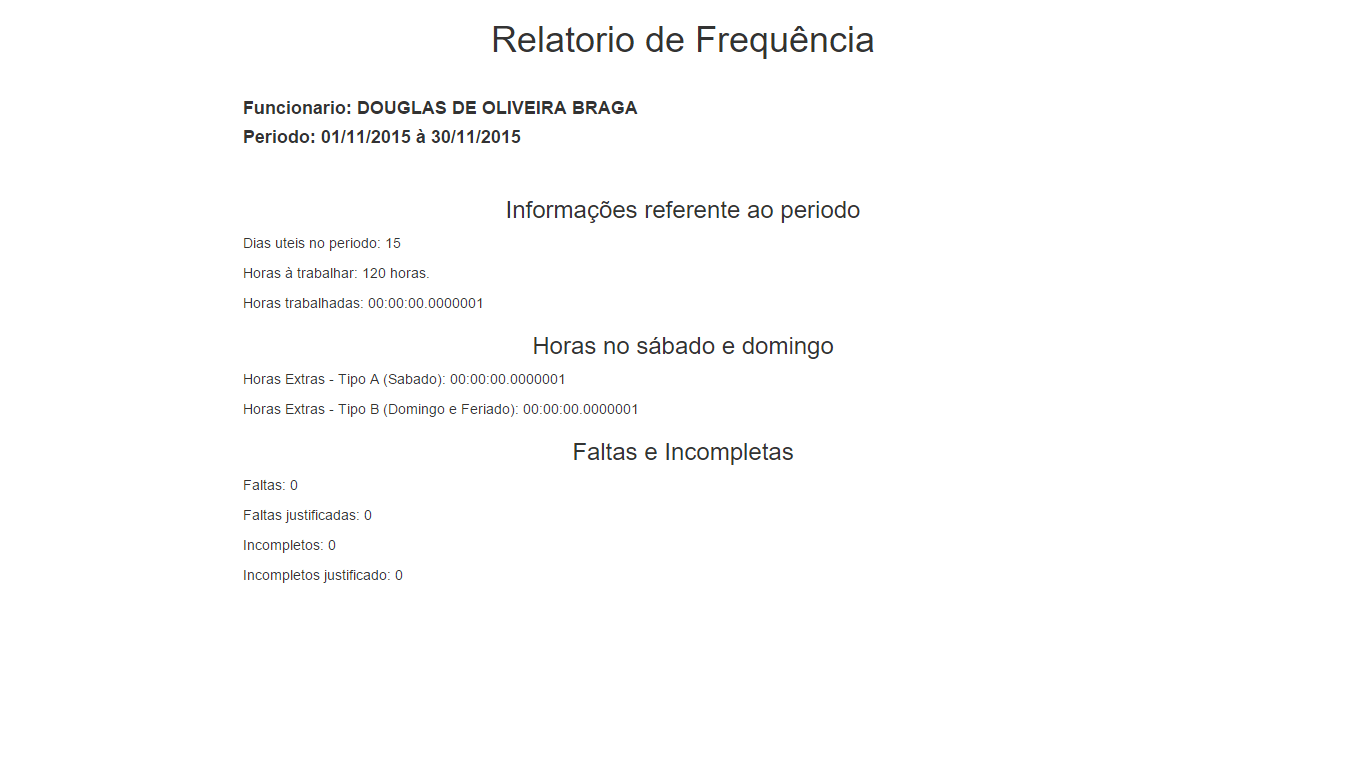 Relatorio de Frequência
Funcionario: DOUGLAS DE OLIVEIRA BRAGA
Periodo: 01/11/2015 à 30/11/2015
Informações referente ao periodo
Dias uteis no periodo: 15
Horas à trabalhar: 120 horas.
Horas trabalhadas: 00:00:00.0000001
Horas no sábado e domingo
Horas Extras - Tipo A (Sabado): 00:00:00.0000001
Horas Extras - Tipo B (Domingo e Feriado): 00:00:00.0000001
Faltas e Incompletas
Faltas: 0
Faltas justificadas: 0
Incompletos: 0
Incompletos justificado: 0